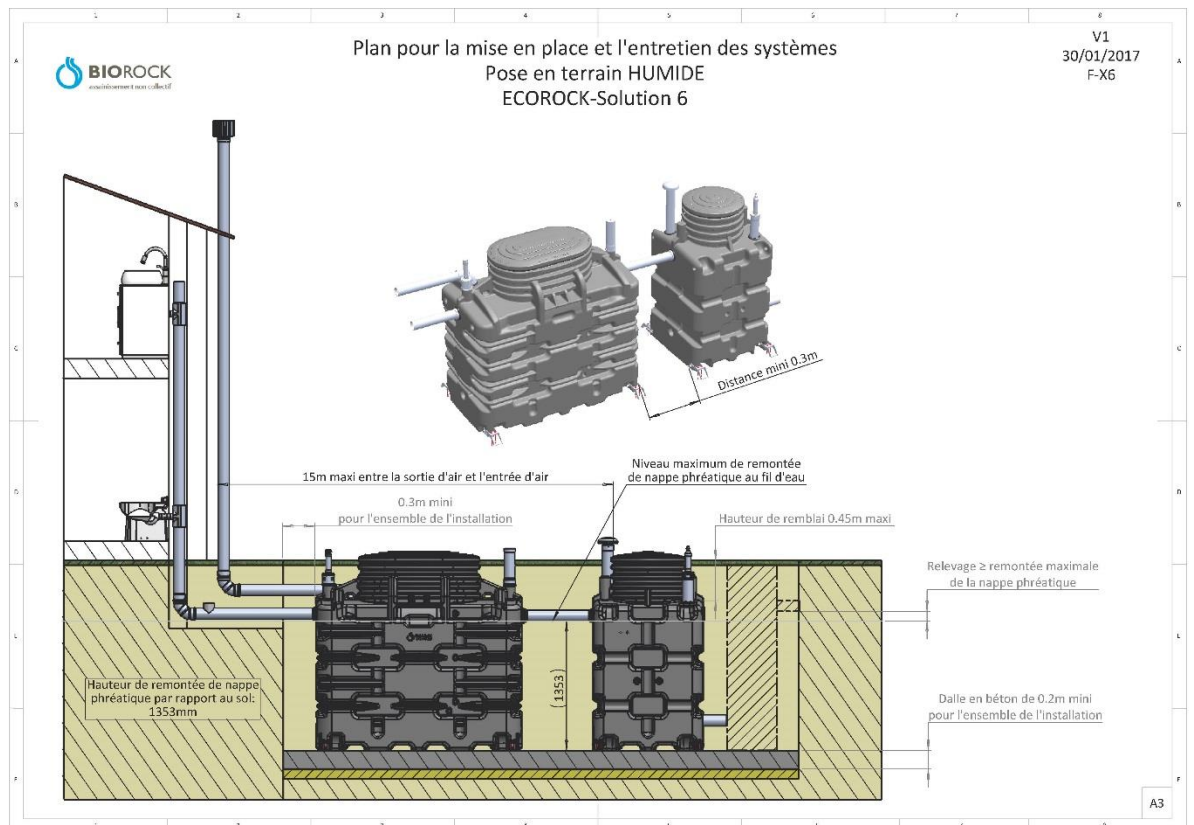 Plan pour la mise en place et l'entretien des systèmes
Pose en terrain HUMIDE
ECOROCK-Solution 6
V1
30/01/2017
F-X6
BIOROCK
assainissement non collectif
Distance mini 0.3m
15m maxi entre la sortie d'air et l'entrée d'air
Niveau maximum de remontée
de nappe phréatique au fil d'eau
0.3m mini
pour l'ensemble de l'installation
Hauteur de remblai 0.45m maxi
Relevage ≥ remontée maximale
de la nappe phréatique
Hauteur de remontée de nappe
phréatique par rapport au sol:
1353mm
(1353)
Dalle en béton de 0.2m mini
pour l'ensemble de l'installation
A3